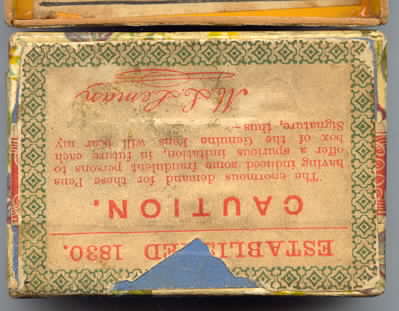 ESTABLISHED 1830.
CAUTION.
The enormous demand for these Pens
having induced some fraudulent persons to
offer a spurious imitation, in future each
box of the Genuine Pens will bear my
Signature, thus :-